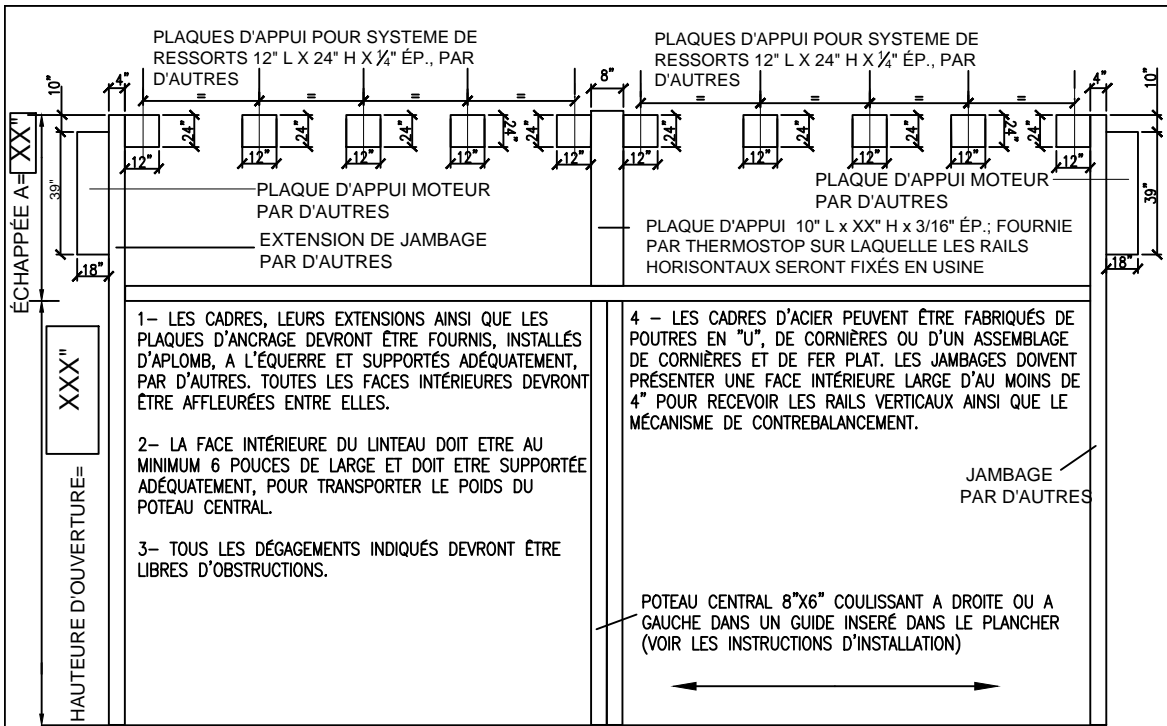 PLAQUES D'APPUI POUR SYSTEME DE
RESSORTS 12" L X 24" H X ¼" ÉP., PAR
D'AUTRES
PLAQUES D'APPUI POUR SYSTEME DE
RESSORTS 12" L X 24" H X ¼" ÉP., PAR
D'AUTRES
10"
4"
8"
4"
10"
= = = =
= = = =
24" 24" 24" 24" 24" 24" 24" 24" 24" 24"
12" 12" 12" 12" 12" 12" 12" 12" 12" 12"
ÉCHAPPÉE A= XX"
39"
18"
PLAQUE D'APPUI MOTEUR
PAR D'AUTRES
EXTENSION DE JAMBAGE
PAR D'AUTRES
PLAQUE D'APPUI MOTEUR
PAR D'AUTRES
PLAQUE D'APPUI 10" L x XX" H x 3/16" ÉP.; FOURNIE
PAR THERMOSTOP SUR LAQUELLE LES RAILS
HORISONTAUX SERONT FIXÉS EN USINE
39"
18"
HAUTEURE D'OUVERTURE= XXX"
1- LES CADRES, LEURS EXTENSIONS AINSI QUE LES
PLAQUES D'ANCRAGE DEVRONT ÊTRE FOURNIS, INSTALLÉS
D'APLOMB, A L'ÉQUERRE ET SUPPORTÉS ADÉQUATEMENT,
PAR D'AUTRES. TOUTES LES FACES INTÉRIEURES DEVRONT
ÊTRE AFFLEURÉES ENTRE ELLES.
2- LA FACE INTÉRIEURE DU LINTEAU DOIT ETRE AU
MINIMUM 6 POUCES DE LARGE ET DOIT ETRE SUPPORTÉE
ADÉQUATEMENT, POUR TRANSPORTER LE POIDS DU
POTEAU CENTRAL.
3- TOUS LES DÉGAGEMENTS INDIQUÉS DEVRONT ÊTRE
LIBRES D'OBSTRUCTIONS.
4 - LES CADRES D'ACIER PEUVENT ÊTRE FABRIQUÉS DE
POUTRES EN "U", DE CORNIÈRES OU D'UN ASSEMBLAGE
DE CORNIÈRES ET DE FER PLAT. LES JAMBAGES DOIVENT
PRÉSENTER UNE FACE INTÉRIEURE LARGE D'AU MOINS DE
4" POUR RECEVOIR LES RAILS VERTICAUX AINSI QUE LE
MÉCANISME DE CONTREBALANCEMENT.
JAMBAGE
PAR D'AUTRES
POTEAU CENTRAL 8"X6" COULISSANT A DROITE OU A
GAUCHE DANS UN GUIDE INSERÉ DANS LE PLANCHER
(VOIR LES INSTRUCTIONS D'INSTALLATION)